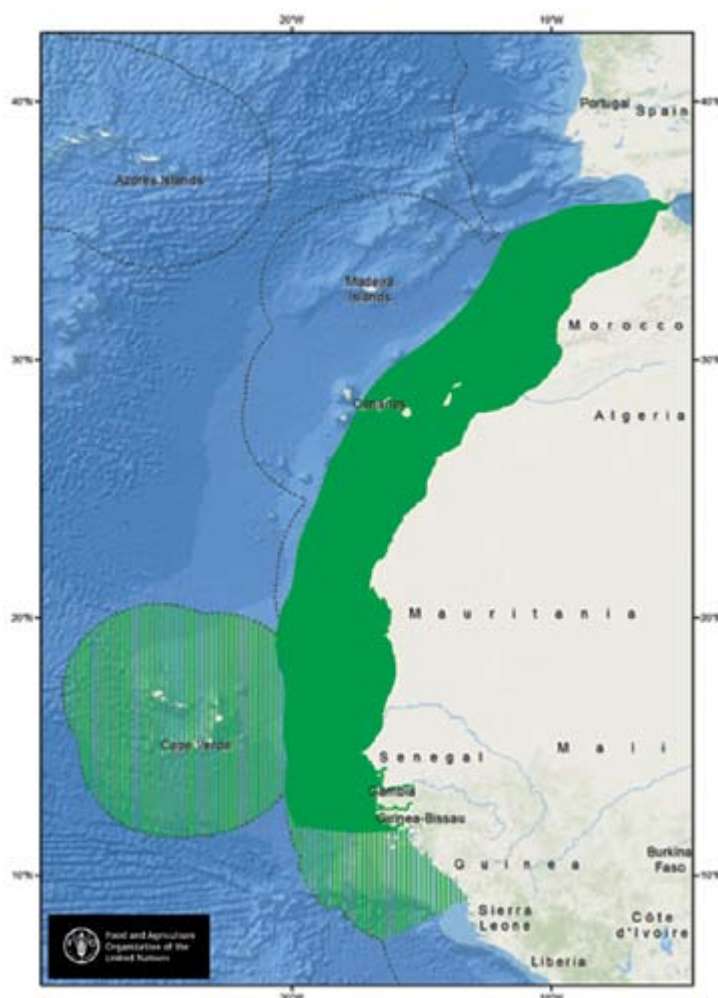 20°W
10°W
40°N
40°N
Portugal
Spain
Azores Islands
Madeira
Islands
Morocco
30°N
30°N
Canaries
Algeria
Mauritania
20°N
20°N
Cape Verde
Senegal
Mali
Gambia
Guinea-Bissau
Guinea
Burkina
Faso
10°N
10°N
Sierra
Leone
Côte
d'Ivoire
Liberia
Food and Agriculture
Organization of the
United Nations
20°W
10°W